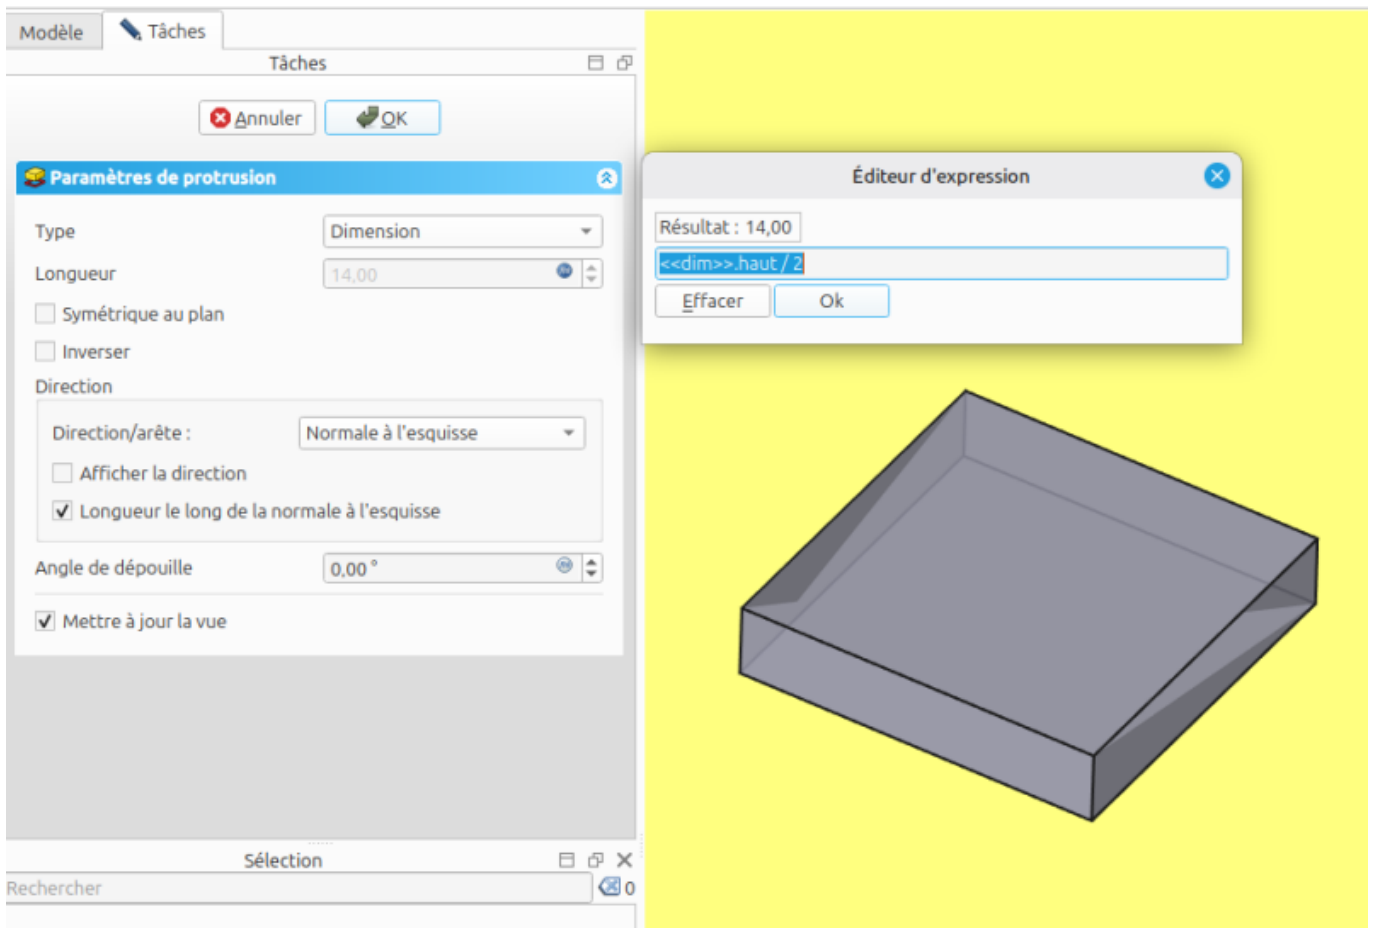 Modèle
Tâches
Tâches
Annuler
OK
Paramètres de protrusion
Type
Dimension
Longueur
14,00
Symétrique au plan
Inverser
Direction
Direction/arête :
Normale à l'esquisse
Afficher la direction
Longueur le long de la normale à l'esquisse
Angle de dépouille
0,00 °
Mettre à jour la vue
Sélection
Rechercher
0
Éditeur d'expression
Résultat : 14,00
<<dim>>.haut / 2
Effacer
Ok